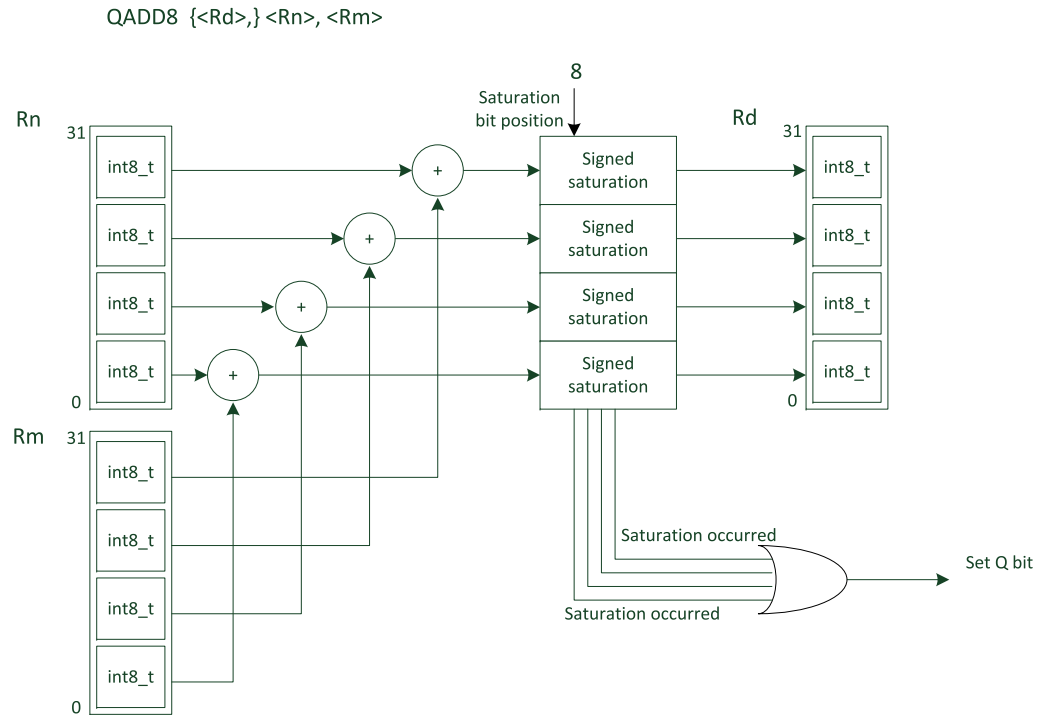 QADD8 {<Rd>,} <Rn>, <Rm>
8
Saturation
bit position
Rn
31
int8_t
int8_t
int8_t
int8_t
0
+
+
+
+
Signed
saturation
Signed
saturation
Signed
saturation
Signed
saturation
Rd
31
int8_t
int8_t
int8_t
int8_t
0
Rm
31
int8_t
int8_t
int8_t
int8_t
0
Saturation occurred
Saturation occurred
Set Q bit